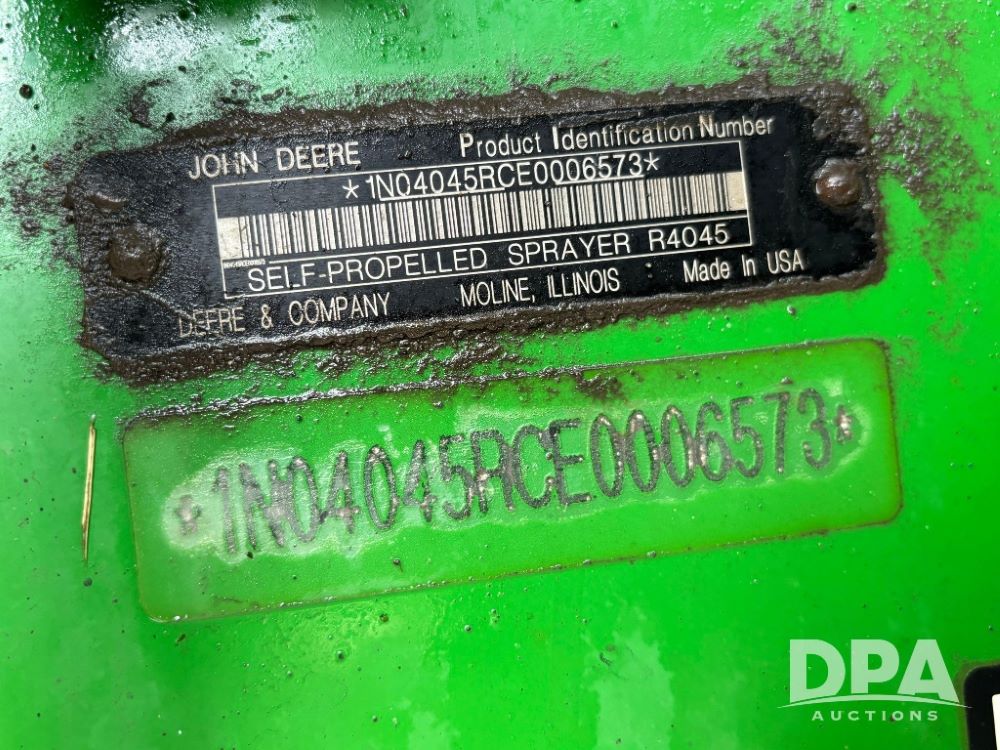 JOHN DEERE Product Identification Number
*1N04045RCE0006573*
SELF-PROPELLED SPRAYER R4045
DEERE & COMPANY MOLINE, ILLINOIS Made In USA
*1N04045RCE0006573*
DPA
AUCTIONS